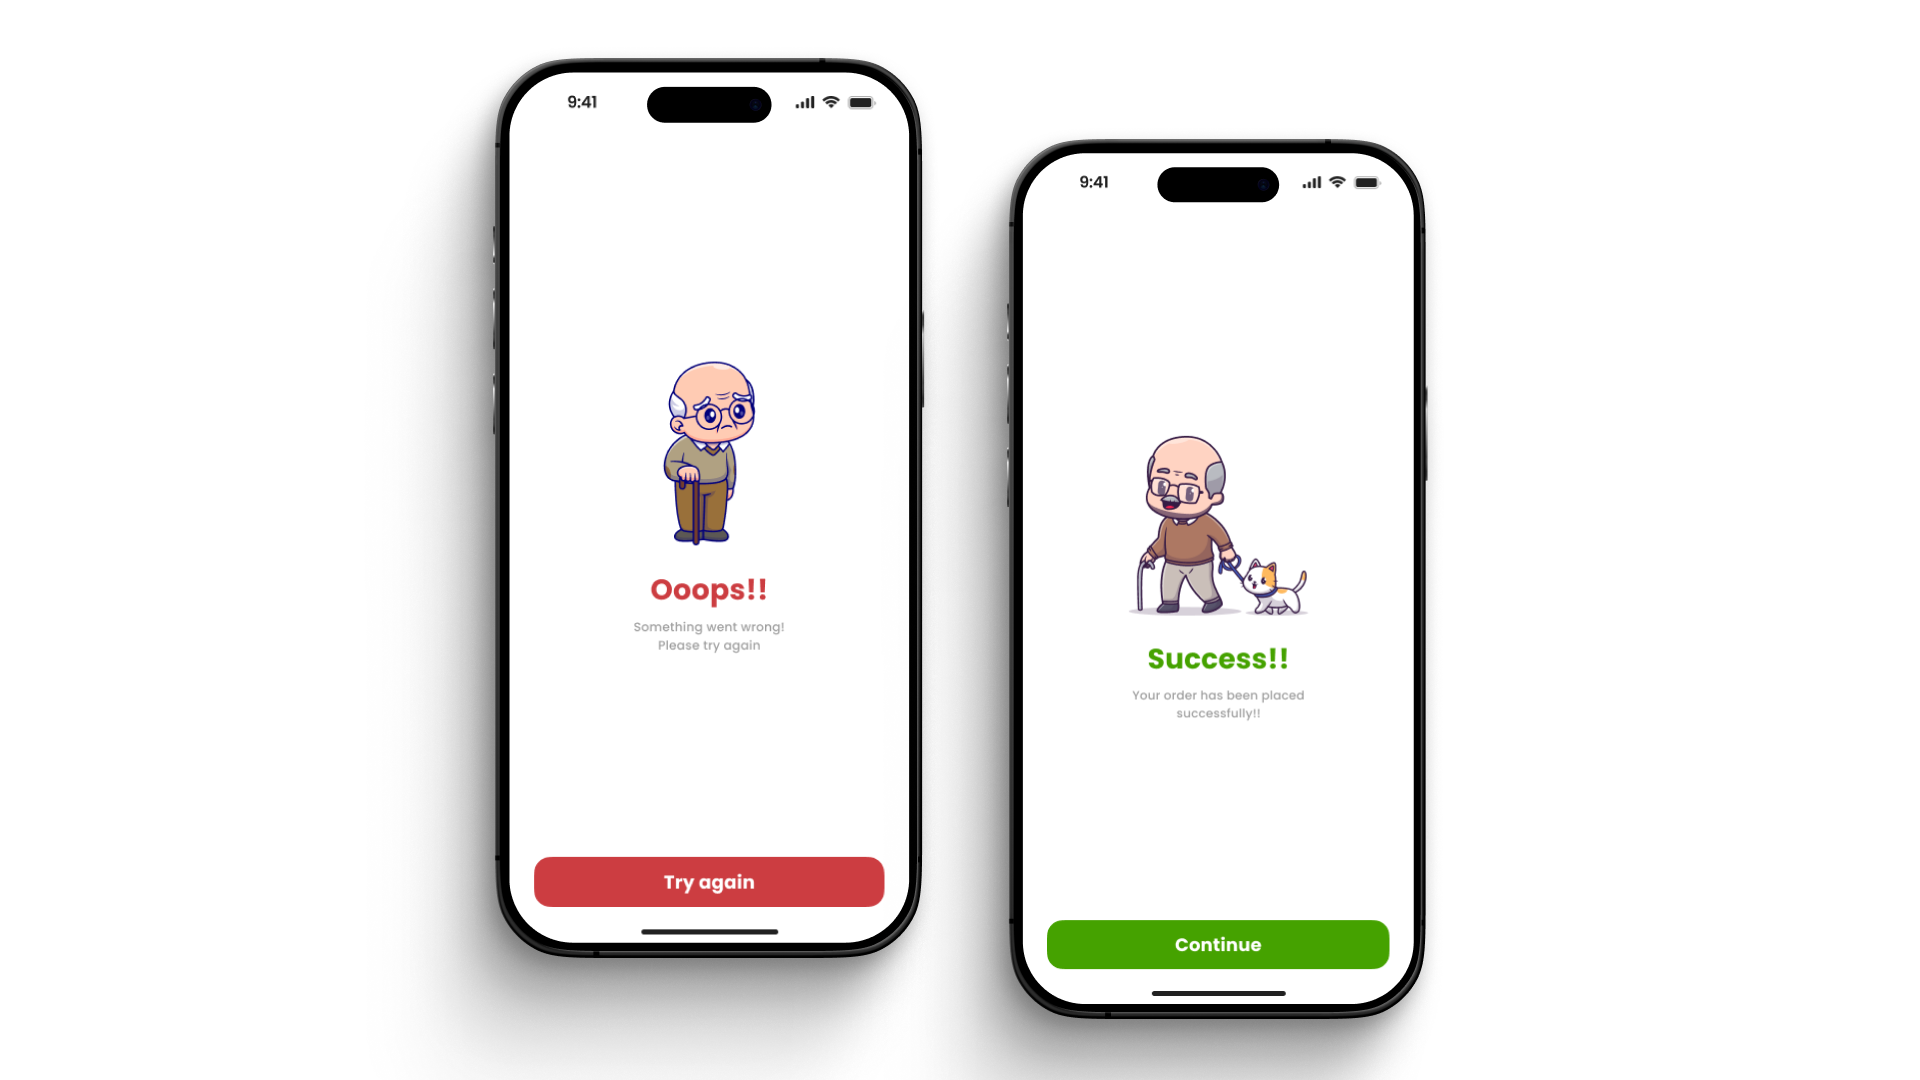 9:41
Ooops!!
Something went wrong!
Please try again
Try again
9:41
Success!!
Your order has been placed
successfully!!
Continue